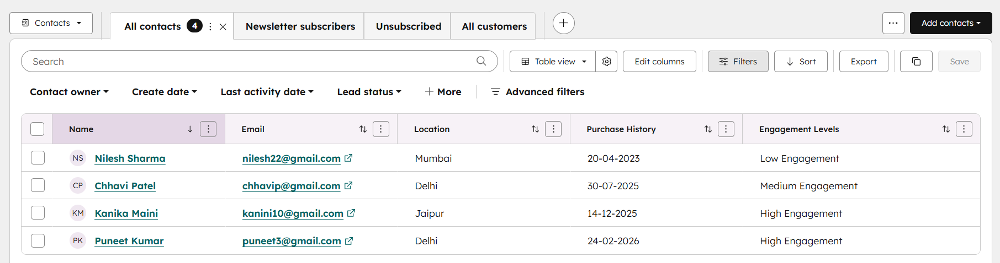 Contacts
All contacts 4 Newsletter subscribers Unsubscribed All customers
Add contacts
Search
Table view Edit columns Filters Sort Export Save
Contact owner Create date Last activity date Lead status + More Advanced filters
Name Email Location Purchase History Engagement Levels
NS Nilesh Sharma nilesh22@gmail.com Mumbai 20-04-2023 Low Engagement
CP Chhavi Patel chhavip@gmail.com Delhi 30-07-2025 Medium Engagement
KM Kanika Maini kanini10@gmail.com Jaipur 14-12-2025 High Engagement
PK Puneet Kumar puneet3@gmail.com Delhi 24-02-2026 High Engagement